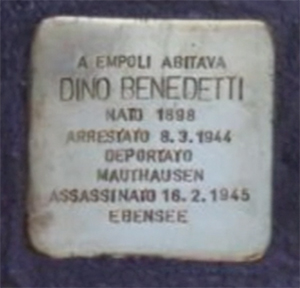 A EMPOLI ABITAVA
DINO BENEDETTI
NATO 1898
ARRESTATO 8.3.1944
DEPORTATO
MAUTHAUSEN
ASSASSINATO 16.2.1945
EBENSEE